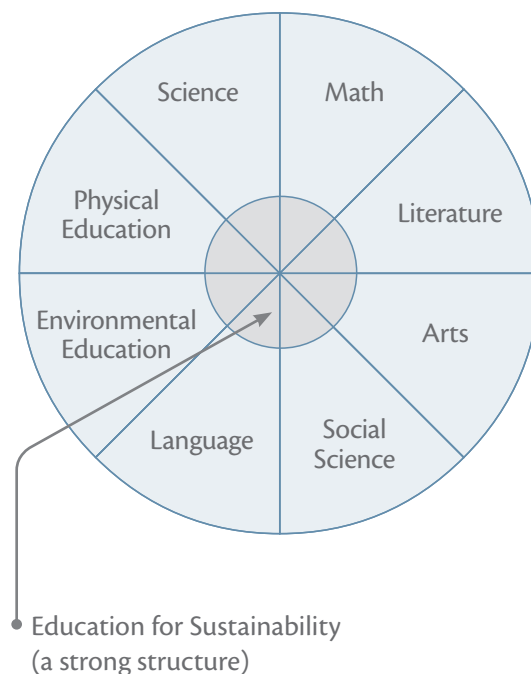 Science
Math
Physical
Education
Literature
Environmental
Education
Arts
Language
Social
Science
Education for Sustainability
(a strong structure)